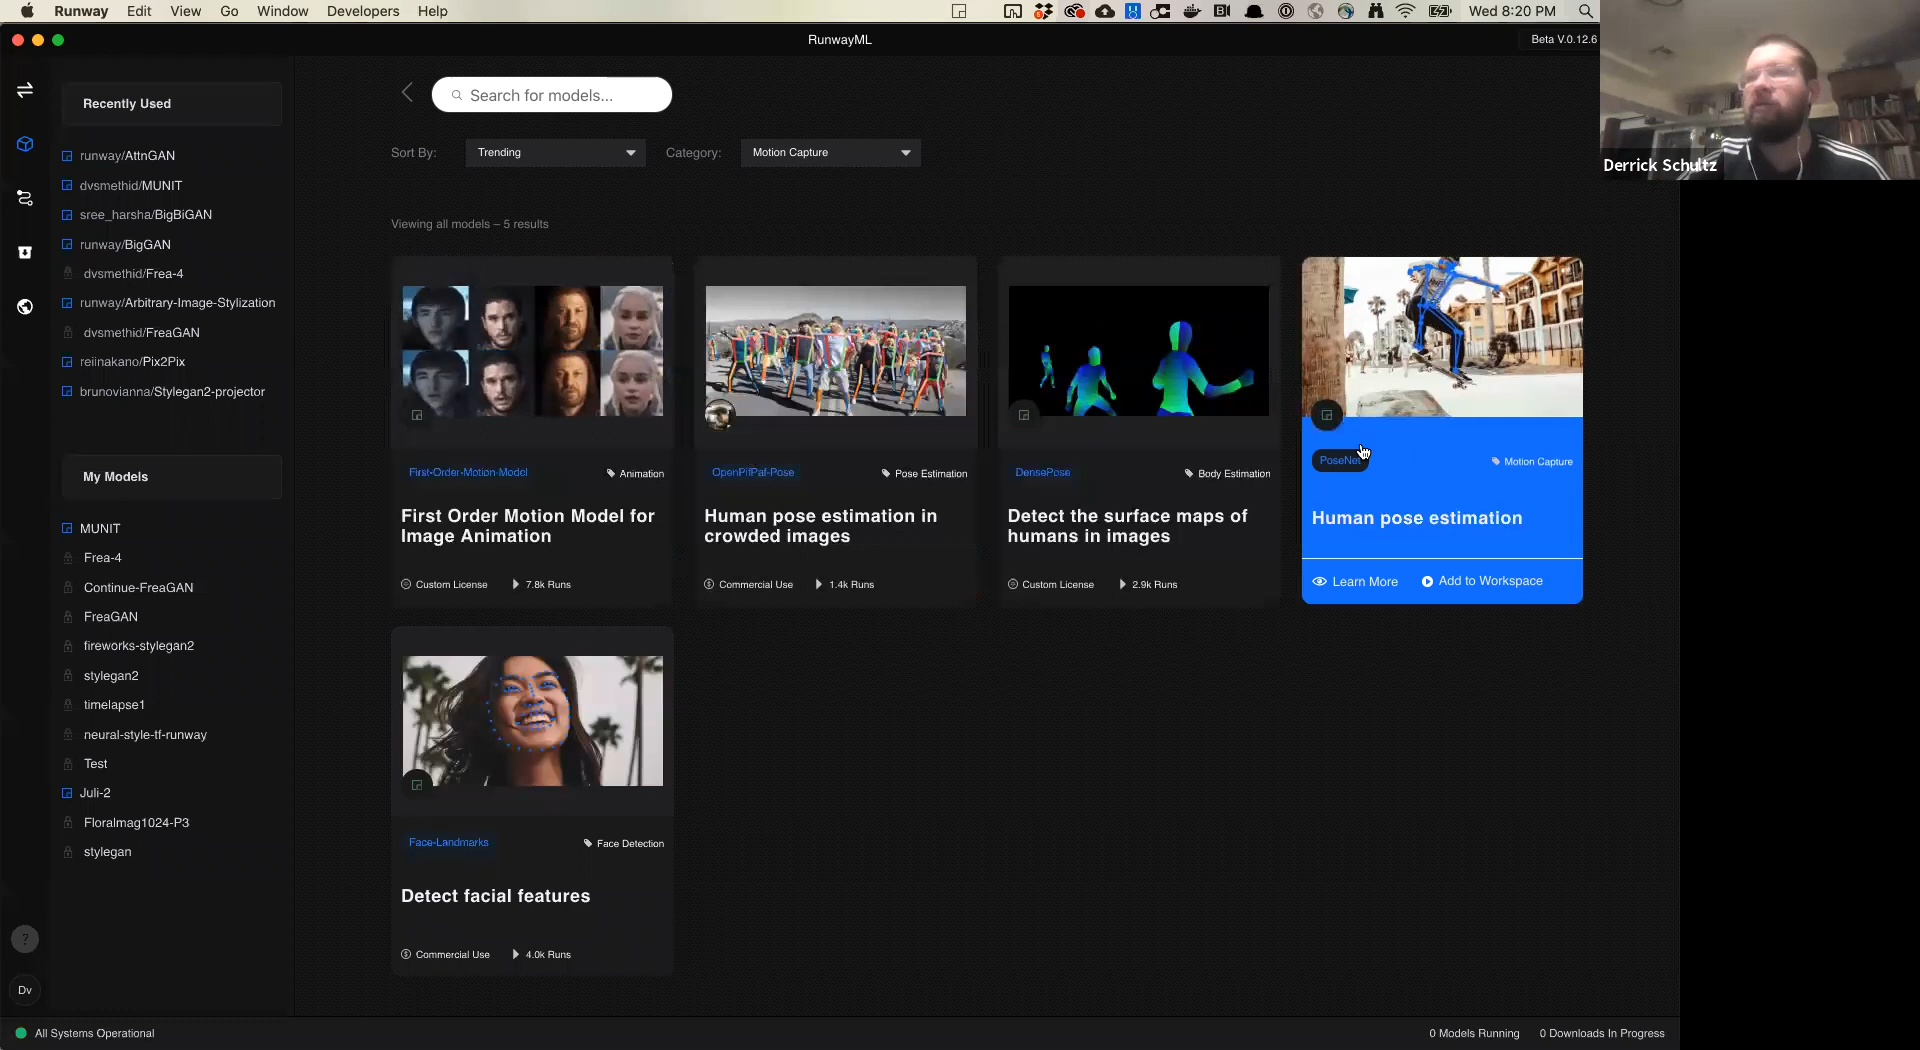 Runway Edit View Go Window Developers Help
Wed 8:20 PM
RunwayML
Beta V.0.12.6
Derrick Schultz
Recently Used
runway/AttnGAN
dvsmethid/MUNIT
sree_harsha/BigBiGAN
runway/BigGAN
dvsmethid/Frea-4
runway/Arbitrary-Image-Stylization
dvsmethid/FreaGAN
reiinakano/Pix2Pix
brunovianna/Stylegan2-projector
My Models
MUNIT
Frea-4
Continue-FreaGAN
FreaGAN
fireworks-stylegan2
stylegan2
timelapse1
neural-style-tf-runway
Test
Juli-2
Floralmag1024-P3
stylegan
?
Dv
Search for models...
Sort By: Trending Category: Motion Capture
Viewing all models – 5 results
First-Order-Motion-Model Animation
First Order Motion Model for
Image Animation
Custom License 7.8k Runs
OpenPifPaf-Pose Pose Estimation
Human pose estimation in
crowded images
Commercial Use 1.4k Runs
DensePose Body Estimation
Detect the surface maps of
humans in images
Custom License 2.9k Runs
PoseNet Motion Capture
Human pose estimation
Learn More Add to Workspace
Face-Landmarks Face Detection
Detect facial features
Commercial Use 4.0k Runs
All Systems Operational
0 Models Running 0 Downloads In Progress